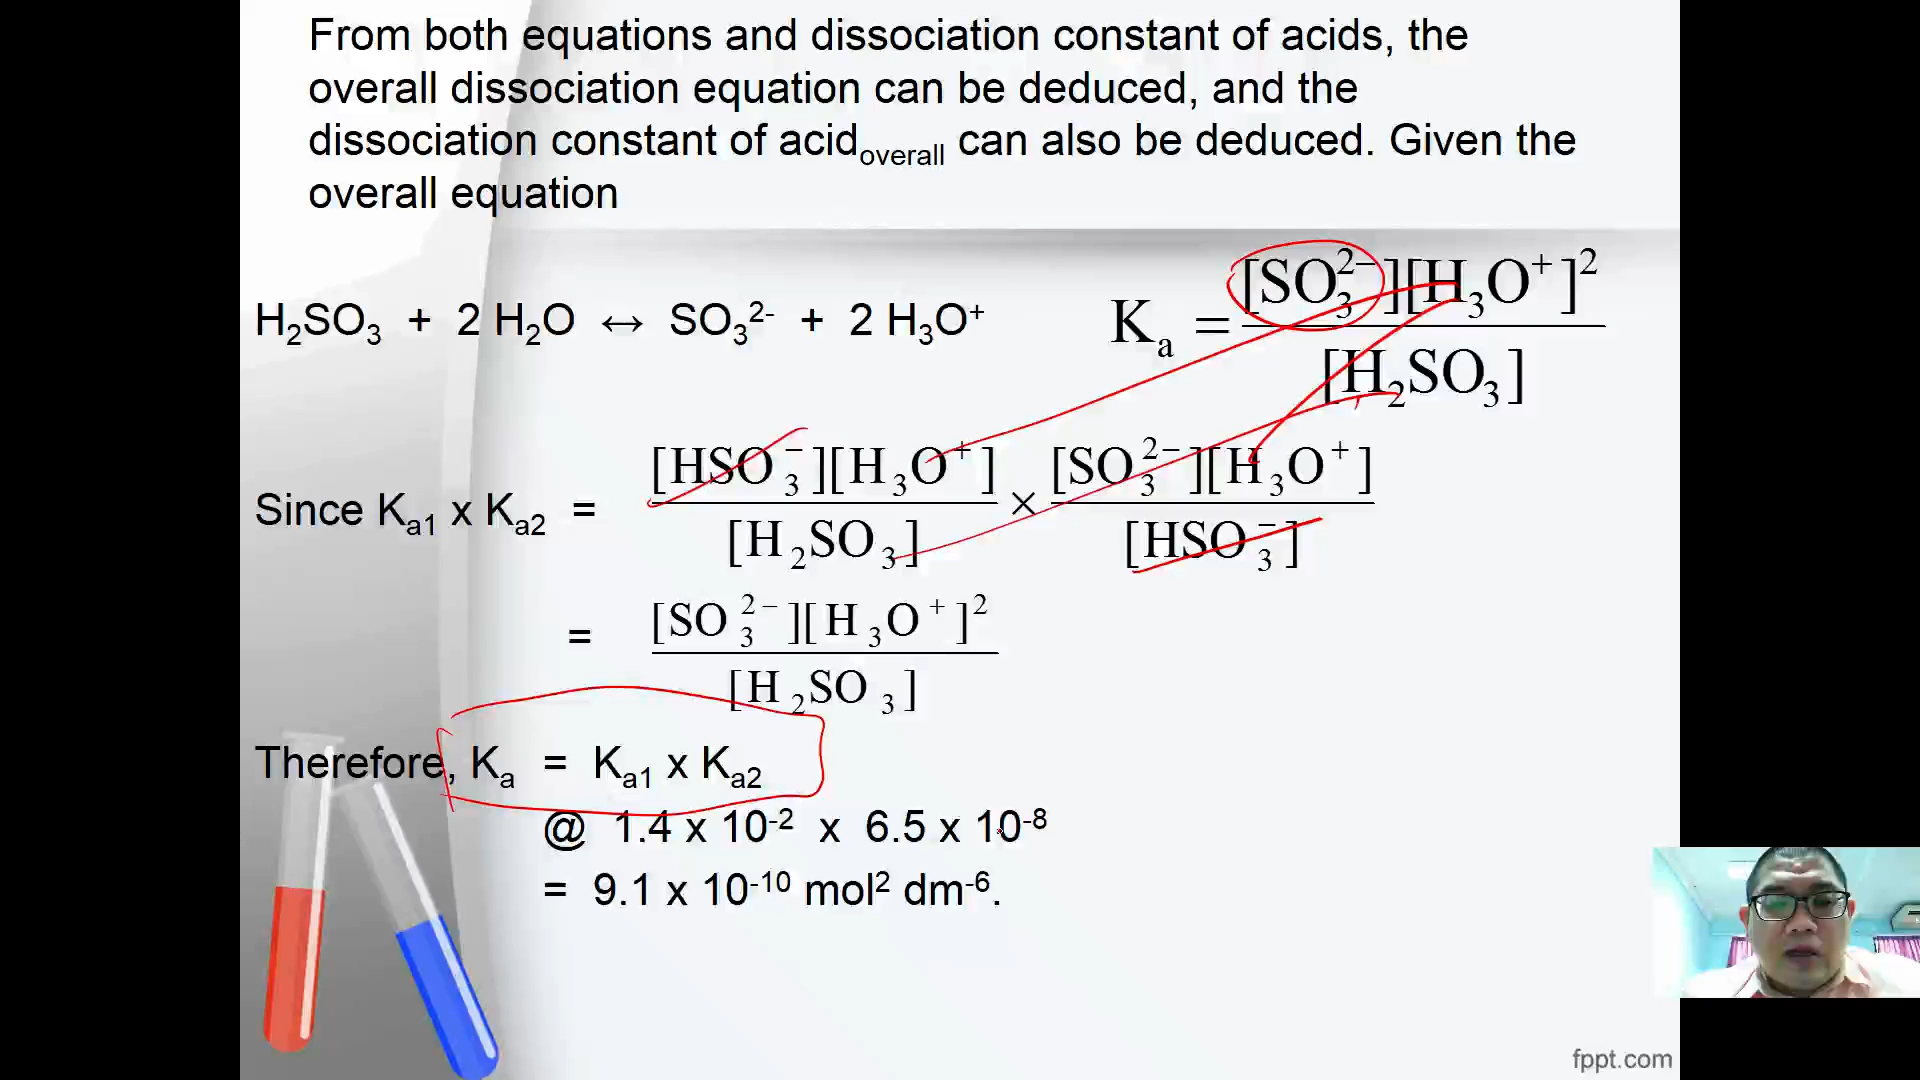 From both equations and dissociation constant of acids, the
overall dissociation equation can be deduced, and the
dissociation constant of acid_overall can also be deduced. Given the
overall equation
H₂SO₃ + 2 H₂O ↔ SO₃²⁻ + 2 H₃O⁺
Kₐ = [SO₃²⁻][H₃O⁺]² / [H₂SO₃]
Since Kₐ₁ x Kₐ₂ = [HSO₃⁻][H₃O⁺] / [H₂SO₃] × [SO₃²⁻][H₃O⁺] / [HSO₃⁻]
= [SO₃²⁻][H₃O⁺]² / [H₂SO₃]
Therefore, Kₐ = Kₐ₁ x Kₐ₂
@ 1.4 x 10⁻² x 6.5 x 10⁻⁸
= 9.1 x 10⁻¹⁰ mol² dm⁻⁶.
fppt.com